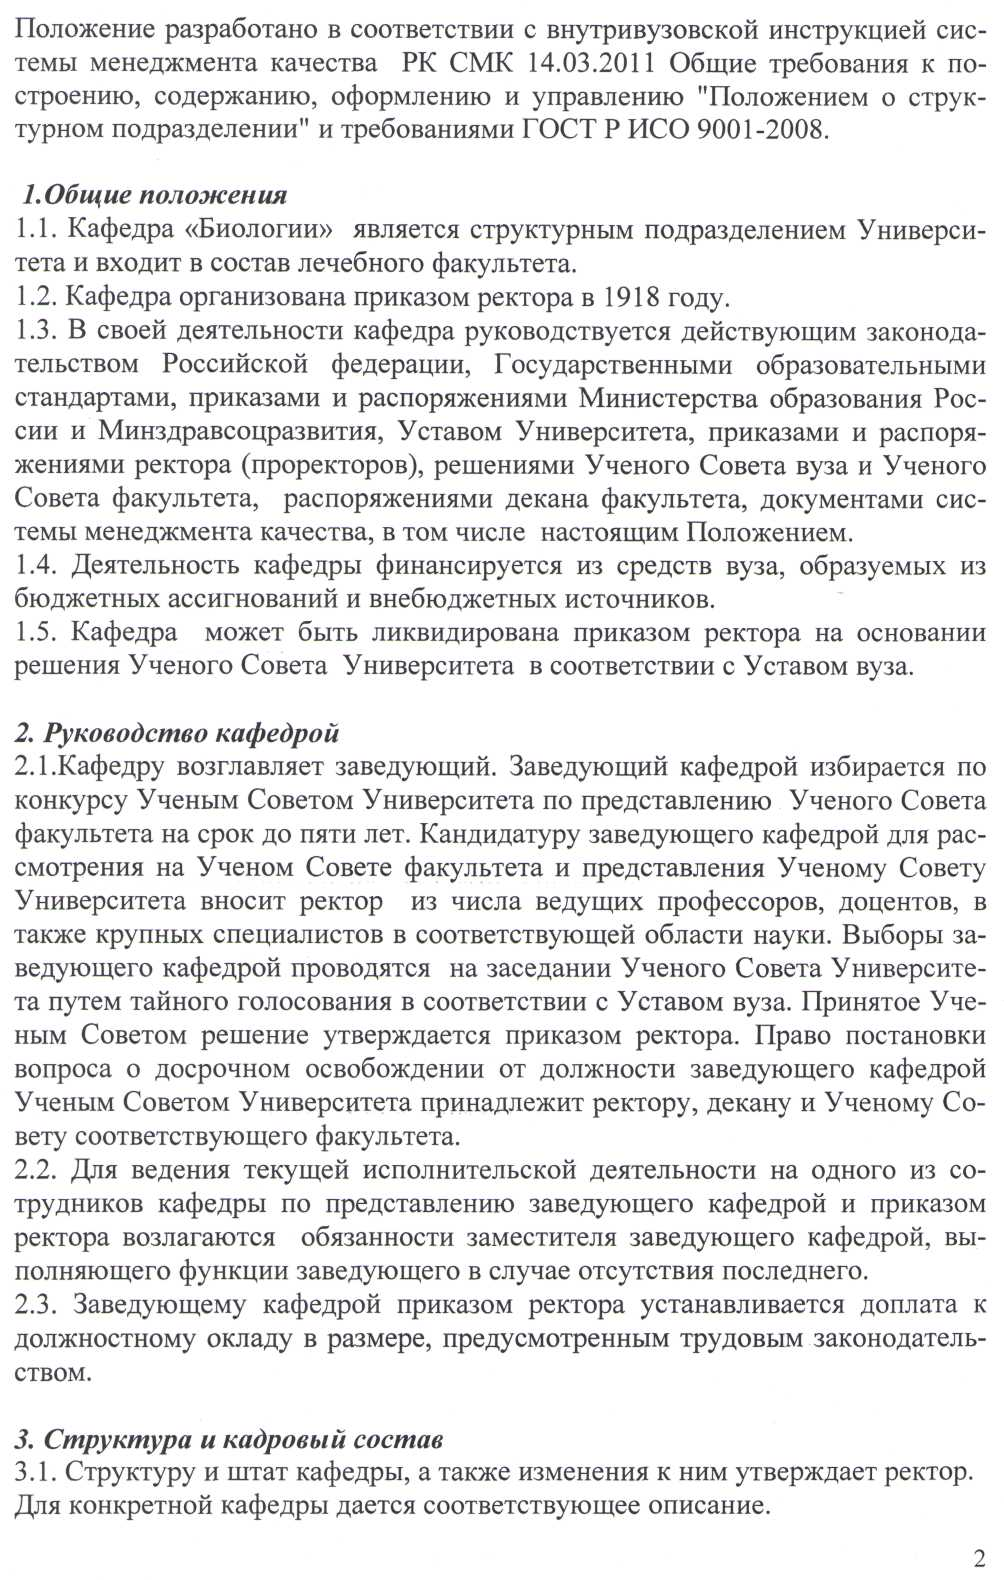 Положение разработано в соответствии с внутривузовской инструкцией сис-
темы менеджмента качества РК СМК 14.03.2011 Общие требования к по-
строению, содержанию, оформлению и управлению "Положением о струк-
турном подразделении" и требованиями ГОСТ Р ИСО 9001-2008.
1.Общие положения
1.1. Кафедра «Биологии» является структурным подразделением Универси-
тета и входит в состав лечебного факультета.
1.2. Кафедра организована приказом ректора в 1918 году.
1.3. В своей деятельности кафедра руководствуется действующим законода-
тельством Российской федерации, Государственными образовательными
стандартами, приказами и распоряжениями Министерства образования Рос-
сии и Минздравсоцразвития, Уставом Университета, приказами и распоря-
жениями ректора (проректоров), решениями Ученого Совета вуза и Ученого
Совета факультета, распоряжениями декана факультета, документами сис-
темы менеджмента качества, в том числе настоящим Положением.
1.4. Деятельность кафедры финансируется из средств вуза, образуемых из
бюджетных ассигнований и внебюджетных источников.
1.5. Кафедра может быть ликвидирована приказом ректора на основании
решения Ученого Совета Университета в соответствии с Уставом вуза.
2. Руководство кафедрой
2.1.Кафедру возглавляет заведующий. Заведующий кафедрой избирается по
конкурсу Ученым Советом Университета по представлению Ученого Совета
факультета на срок до пяти лет. Кандидатуру заведующего кафедрой для рас-
смотрения на Ученом Совете факультета и представления Ученому Совету
Университета вносит ректор из числа ведущих профессоров, доцентов, в
также крупных специалистов в соответствующей области науки. Выборы за-
ведующего кафедрой проводятся на заседании Ученого Совета Университе-
та путем тайного голосования в соответствии с Уставом вуза. Принятое Уче-
ным Советом решение утверждается приказом ректора. Право постановки
вопроса о досрочном освобождении от должности заведующего кафедрой
Ученым Советом Университета принадлежит ректору, декану и Ученому Со-
вету соответствующего факультета.
2.2. Для ведения текущей исполнительской деятельности на одного из со-
трудников кафедры по представлению заведующего кафедрой и приказом
ректора возлагаются обязанности заместителя заведующего кафедрой, вы-
полняющего функции заведующего в случае отсутствия последнего.
2.3. Заведующему кафедрой приказом ректора устанавливается доплата к
должностному окладу в размере, предусмотренным трудовым законодатель-
ством.
3. Структура и кадровый состав
3.1. Структуру и штат кафедры, а также изменения к ним утверждает ректор.
Для конкретной кафедры дается соответствующее описание.
2